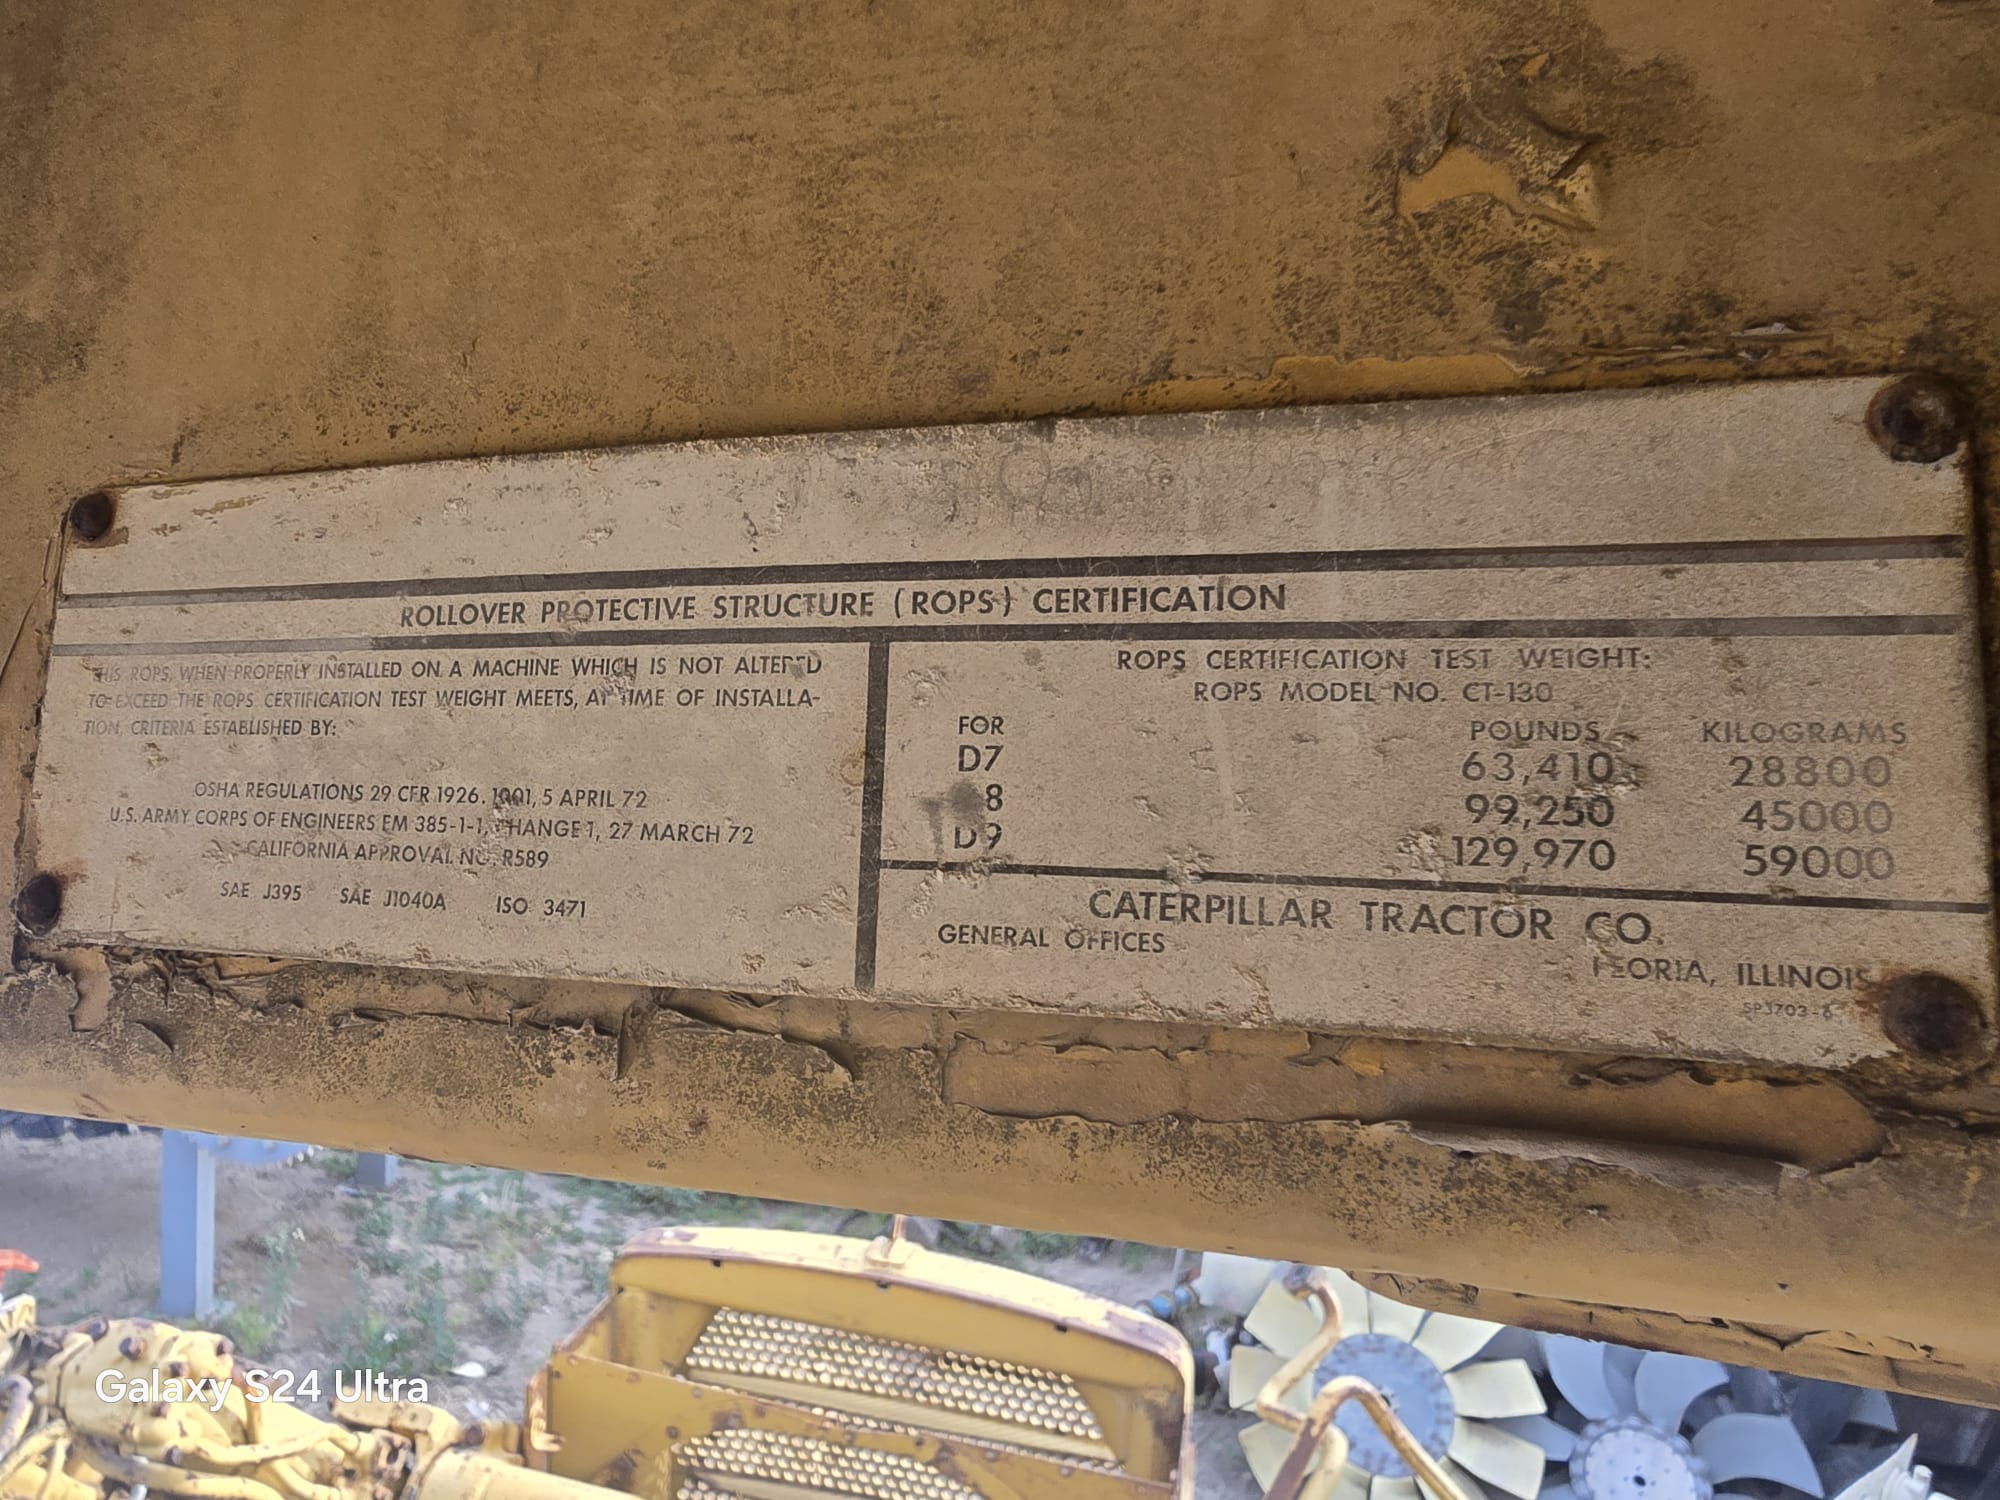 ROLLOVER PROTECTIVE STRUCTURE (ROPS) CERTIFICATION
THIS ROPS, WHEN PROPERLY INSTALLED ON A MACHINE WHICH IS NOT ALTERED
TO EXCEED THE ROPS CERTIFICATION TEST WEIGHT MEETS, AT TIME OF INSTALLA-
TION, CRITERIA ESTABLISHED BY:
OSHA REGULATIONS 29 CFR 1926.1001, 5 APRIL 72
U.S. ARMY CORPS OF ENGINEERS EM 385-1-1, CHANGE 1, 27 MARCH 72
CALIFORNIA APPROVAL NO. R589
SAE J395 SAE J1040A ISO 3471
ROPS CERTIFICATION TEST WEIGHT:
ROPS MODEL NO. CT-130
FOR POUNDS KILOGRAMS
D7 63,410 28800
8 99,250 45000
D9 129,970 59000
CATERPILLAR TRACTOR CO.
GENERAL OFFICES
PEORIA, ILLINOIS
Galaxy S24 Ultra